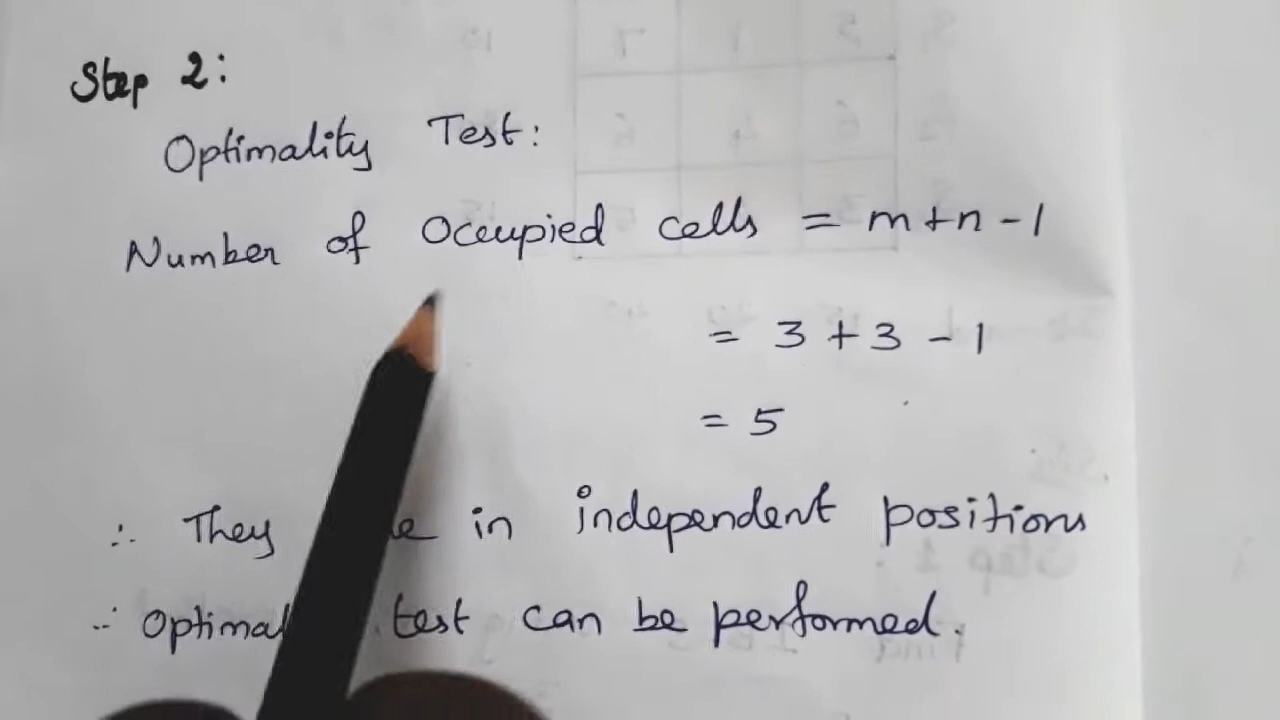 Step 2:
Optimality Test:
Number of Occupied cells = m+n-1
= 3+3-1
= 5
∴ They in independent positions
∴ test can be performed.